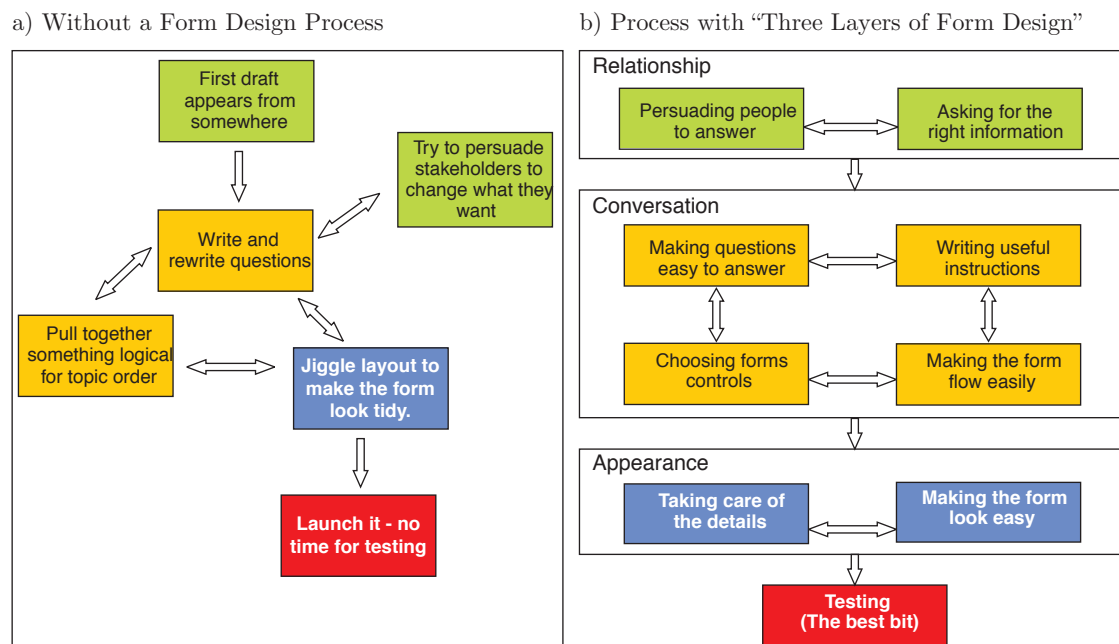 a) Without a Form Design Process
First draft
appears from
somewhere
Try to persuade
stakeholders to
change what they
want
Write and
rewrite questions
Pull together
something logical
for topic order
Jiggle layout to
make the form
look tidy.
Launch it - no
time for testing
b) Process with “Three Layers of Form Design”
Relationship
Persuading people
to answer
Asking for the
right information
Conversation
Making questions
easy to answer
Writing useful
instructions
Choosing forms
controls
Making the form
flow easily
Appearance
Taking care of
the details
Making the form
look easy
Testing
(The best bit)